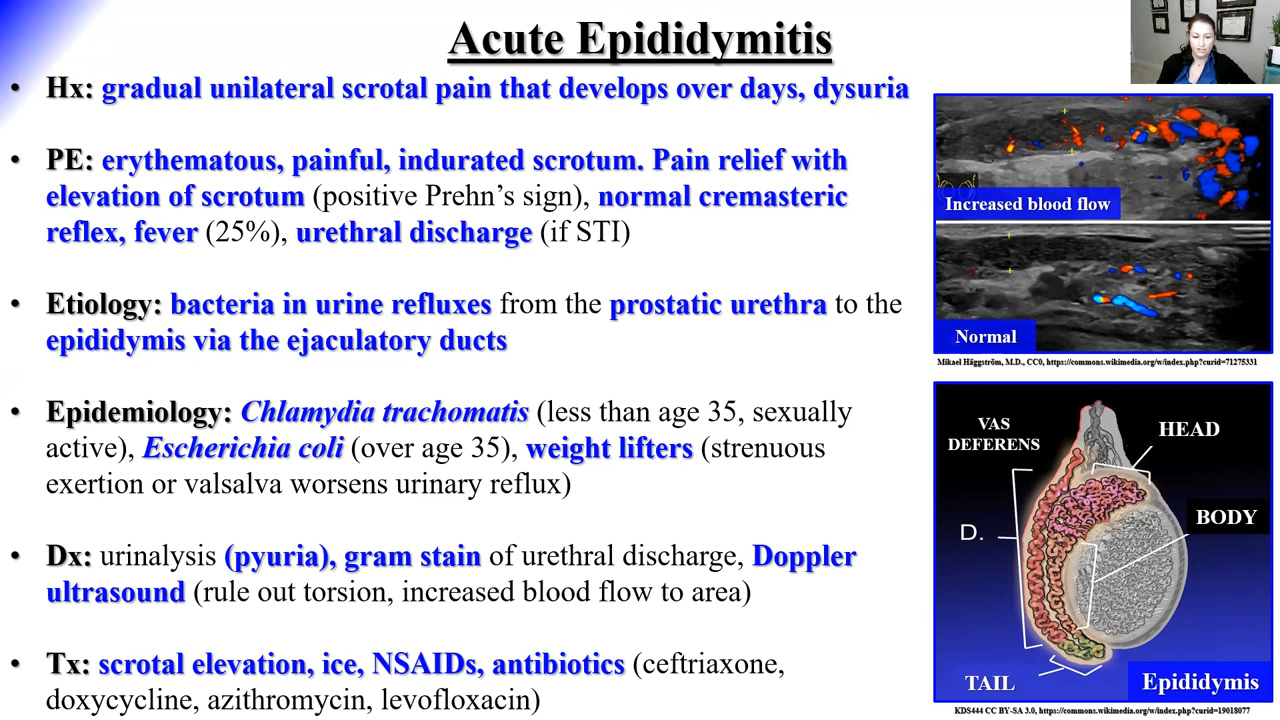 Acute Epididymitis
• Hx: gradual unilateral scrotal pain that develops over days, dysuria
• PE: erythematous, painful, indurated scrotum. Pain relief with
elevation of scrotum (positive Prehn’s sign), normal cremasteric
reflex, fever (25%), urethral discharge (if STI)
• Etiology: bacteria in urine refluxes from the prostatic urethra to the
epididymis via the ejaculatory ducts
• Epidemiology: Chlamydia trachomatis (less than age 35, sexually
active), Escherichia coli (over age 35), weight lifters (strenuous
exertion or valsalva worsens urinary reflux)
• Dx: urinalysis (pyuria), gram stain of urethral discharge, Doppler
ultrasound (rule out torsion, increased blood flow to area)
• Tx: scrotal elevation, ice, NSAIDs, antibiotics (ceftriaxone,
doxycycline, azithromycin, levofloxacin)
Increased blood flow
Normal
Mikael Häggström, M.D., CC0, https://commons.wikimedia.org/w/index.php?curid=71275331
VAS
DEFERENS
HEAD
BODY
D.
TAIL
Epididymis
KDS444 CC BY-SA 3.0, https://commons.wikimedia.org/w/index.php?curid=19018077